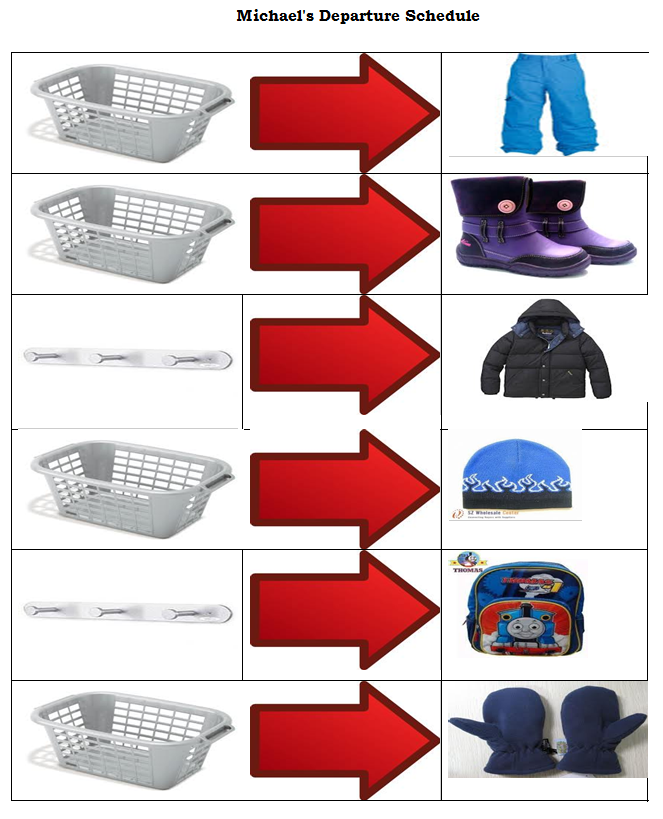 Michael's Departure Schedule
SZ Wholesale Center
THOMAS